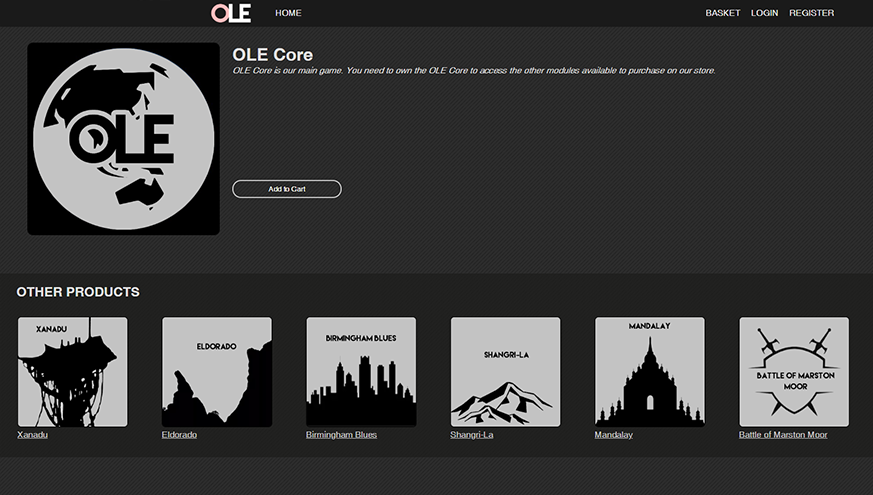 OLE HOME BASKET LOGIN REGISTER
OLE Core
OLE Core is our main game. You need to own the OLE Core to access the other modules available to purchase on our store.
OLE
Add to Cart
OTHER PRODUCTS
XANADU
ELDORADO
BIRMINGHAM BLUES
SHANGRI-LA
MANDALAY
BATTLE OF MARSTON
MOOR
Xanadu
Eldorado
Birmingham Blues
Shangri-La
Mandalay
Battle of Marston Moor